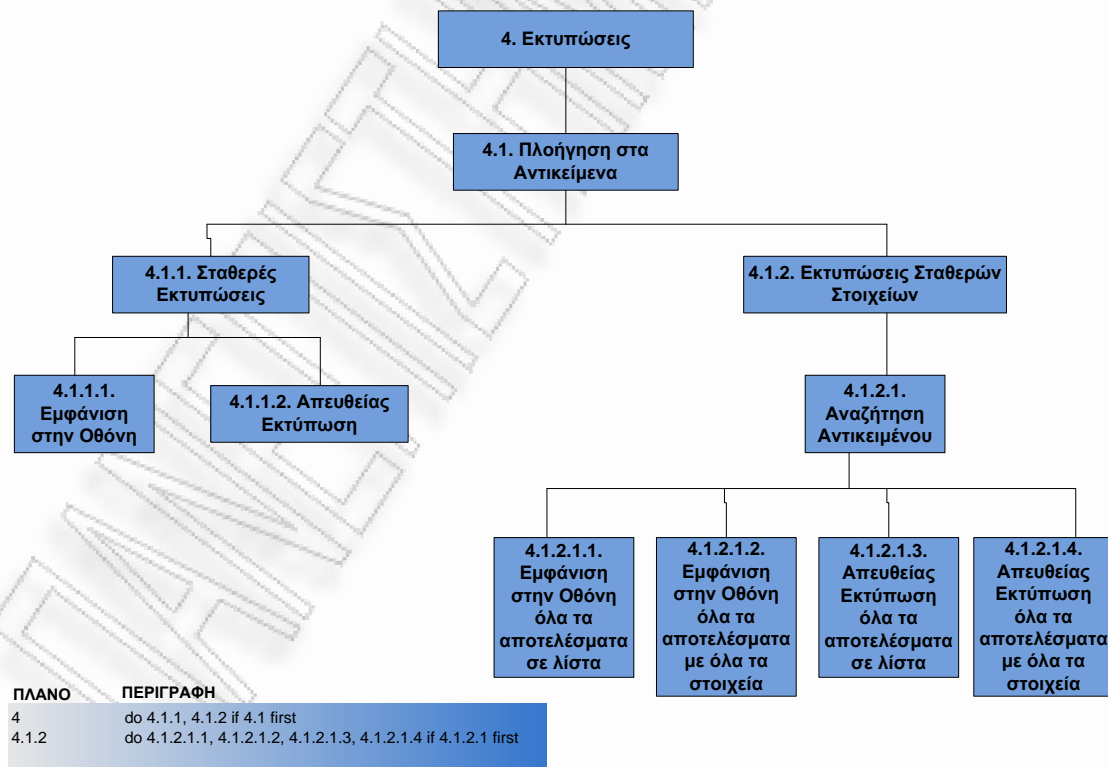 4. Εκτυπώσεις
4.1. Πλοήγηση στα
Αντικείμενα
4.1.1. Σταθερές
Εκτυπώσεις
4.1.2. Εκτυπώσεις Σταθερών
Στοιχείων
4.1.1.1.
Εμφάνιση
στην Οθόνη
4.1.1.2. Απευθείας
Εκτύπωση
4.1.2.1.
Αναζήτηση
Αντικειμένου
4.1.2.1.1.
Εμφάνιση
στην Οθόνη
όλα τα
αποτελέσματα
σε λίστα
4.1.2.1.2.
Εμφάνιση
στην Οθόνη
όλα τα
αποτελέσματα
με όλα τα
στοιχεία
4.1.2.1.3.
Απευθείας
Εκτύπωση
όλα τα
αποτελέσματα
σε λίστα
4.1.2.1.4.
Απευθείας
Εκτύπωση
όλα τα
αποτελέσματα
με όλα τα
στοιχεία
ΠΛΑΝΟ ΠΕΡΙΓΡΑΦΗ
4 do 4.1.1, 4.1.2 if 4.1 first
4.1.2 do 4.1.2.1.1, 4.1.2.1.2, 4.1.2.1.3, 4.1.2.1.4 if 4.1.2.1 first